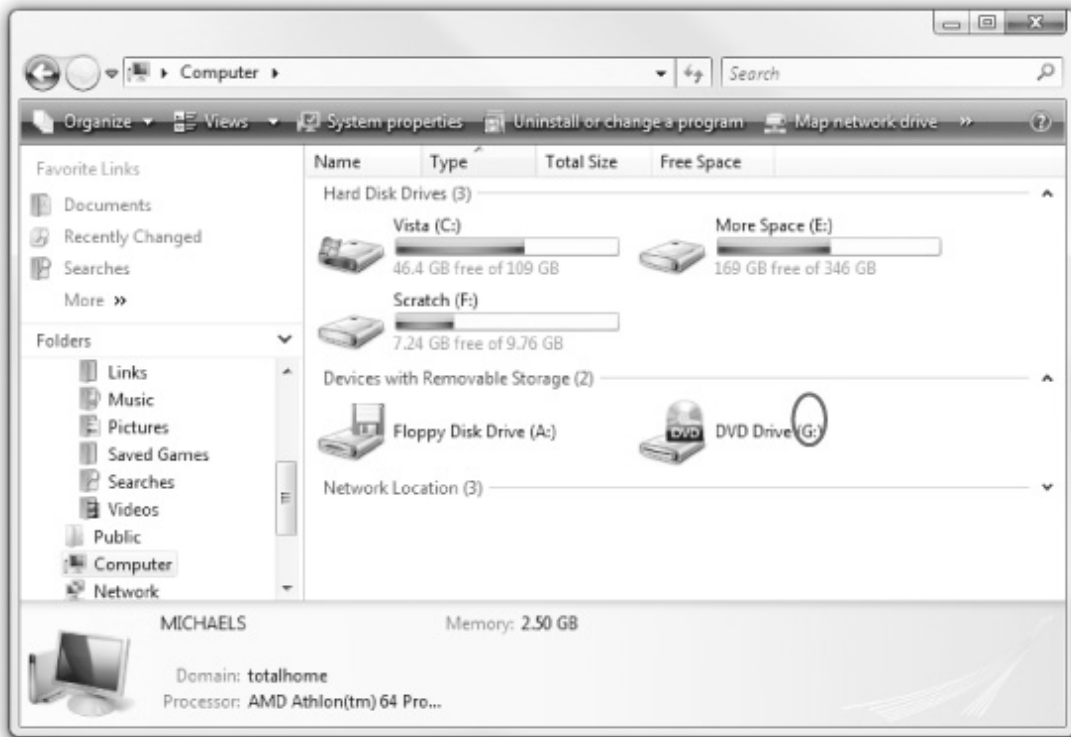 Computer
Search
Organize Views System properties Uninstall or change a program Map network drive »
Favorite Links
Documents
Recently Changed
Searches
More »
Folders
Links
Music
Pictures
Saved Games
Searches
Videos
Public
Computer
Network
Name Type Total Size Free Space
Hard Disk Drives (3)
Vista (C:)
46.4 GB free of 109 GB
More Space (E:)
169 GB free of 346 GB
Scratch (F:)
7.24 GB free of 9.76 GB
Devices with Removable Storage (2)
Floppy Disk Drive (A:)
DVD
DVD Drive (G:)
Network Location (3)
MICHAELS
Memory: 2.50 GB
Domain: totalhome
Processor: AMD Athlon(tm) 64 Pro...